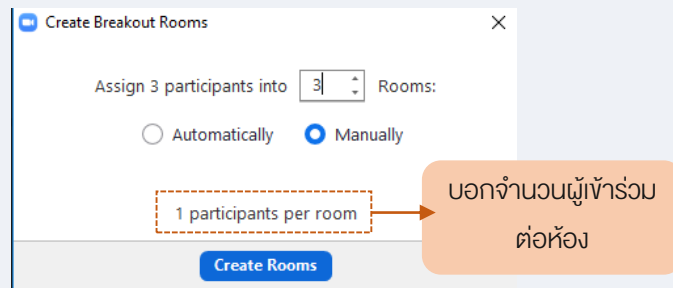 Create Breakout Rooms
Assign 3 participants into 3 Rooms:
Automatically Manually
1 participants per room
บอกจำนวนผู้เข้าร่วม
ต่อห้อง
Create Rooms